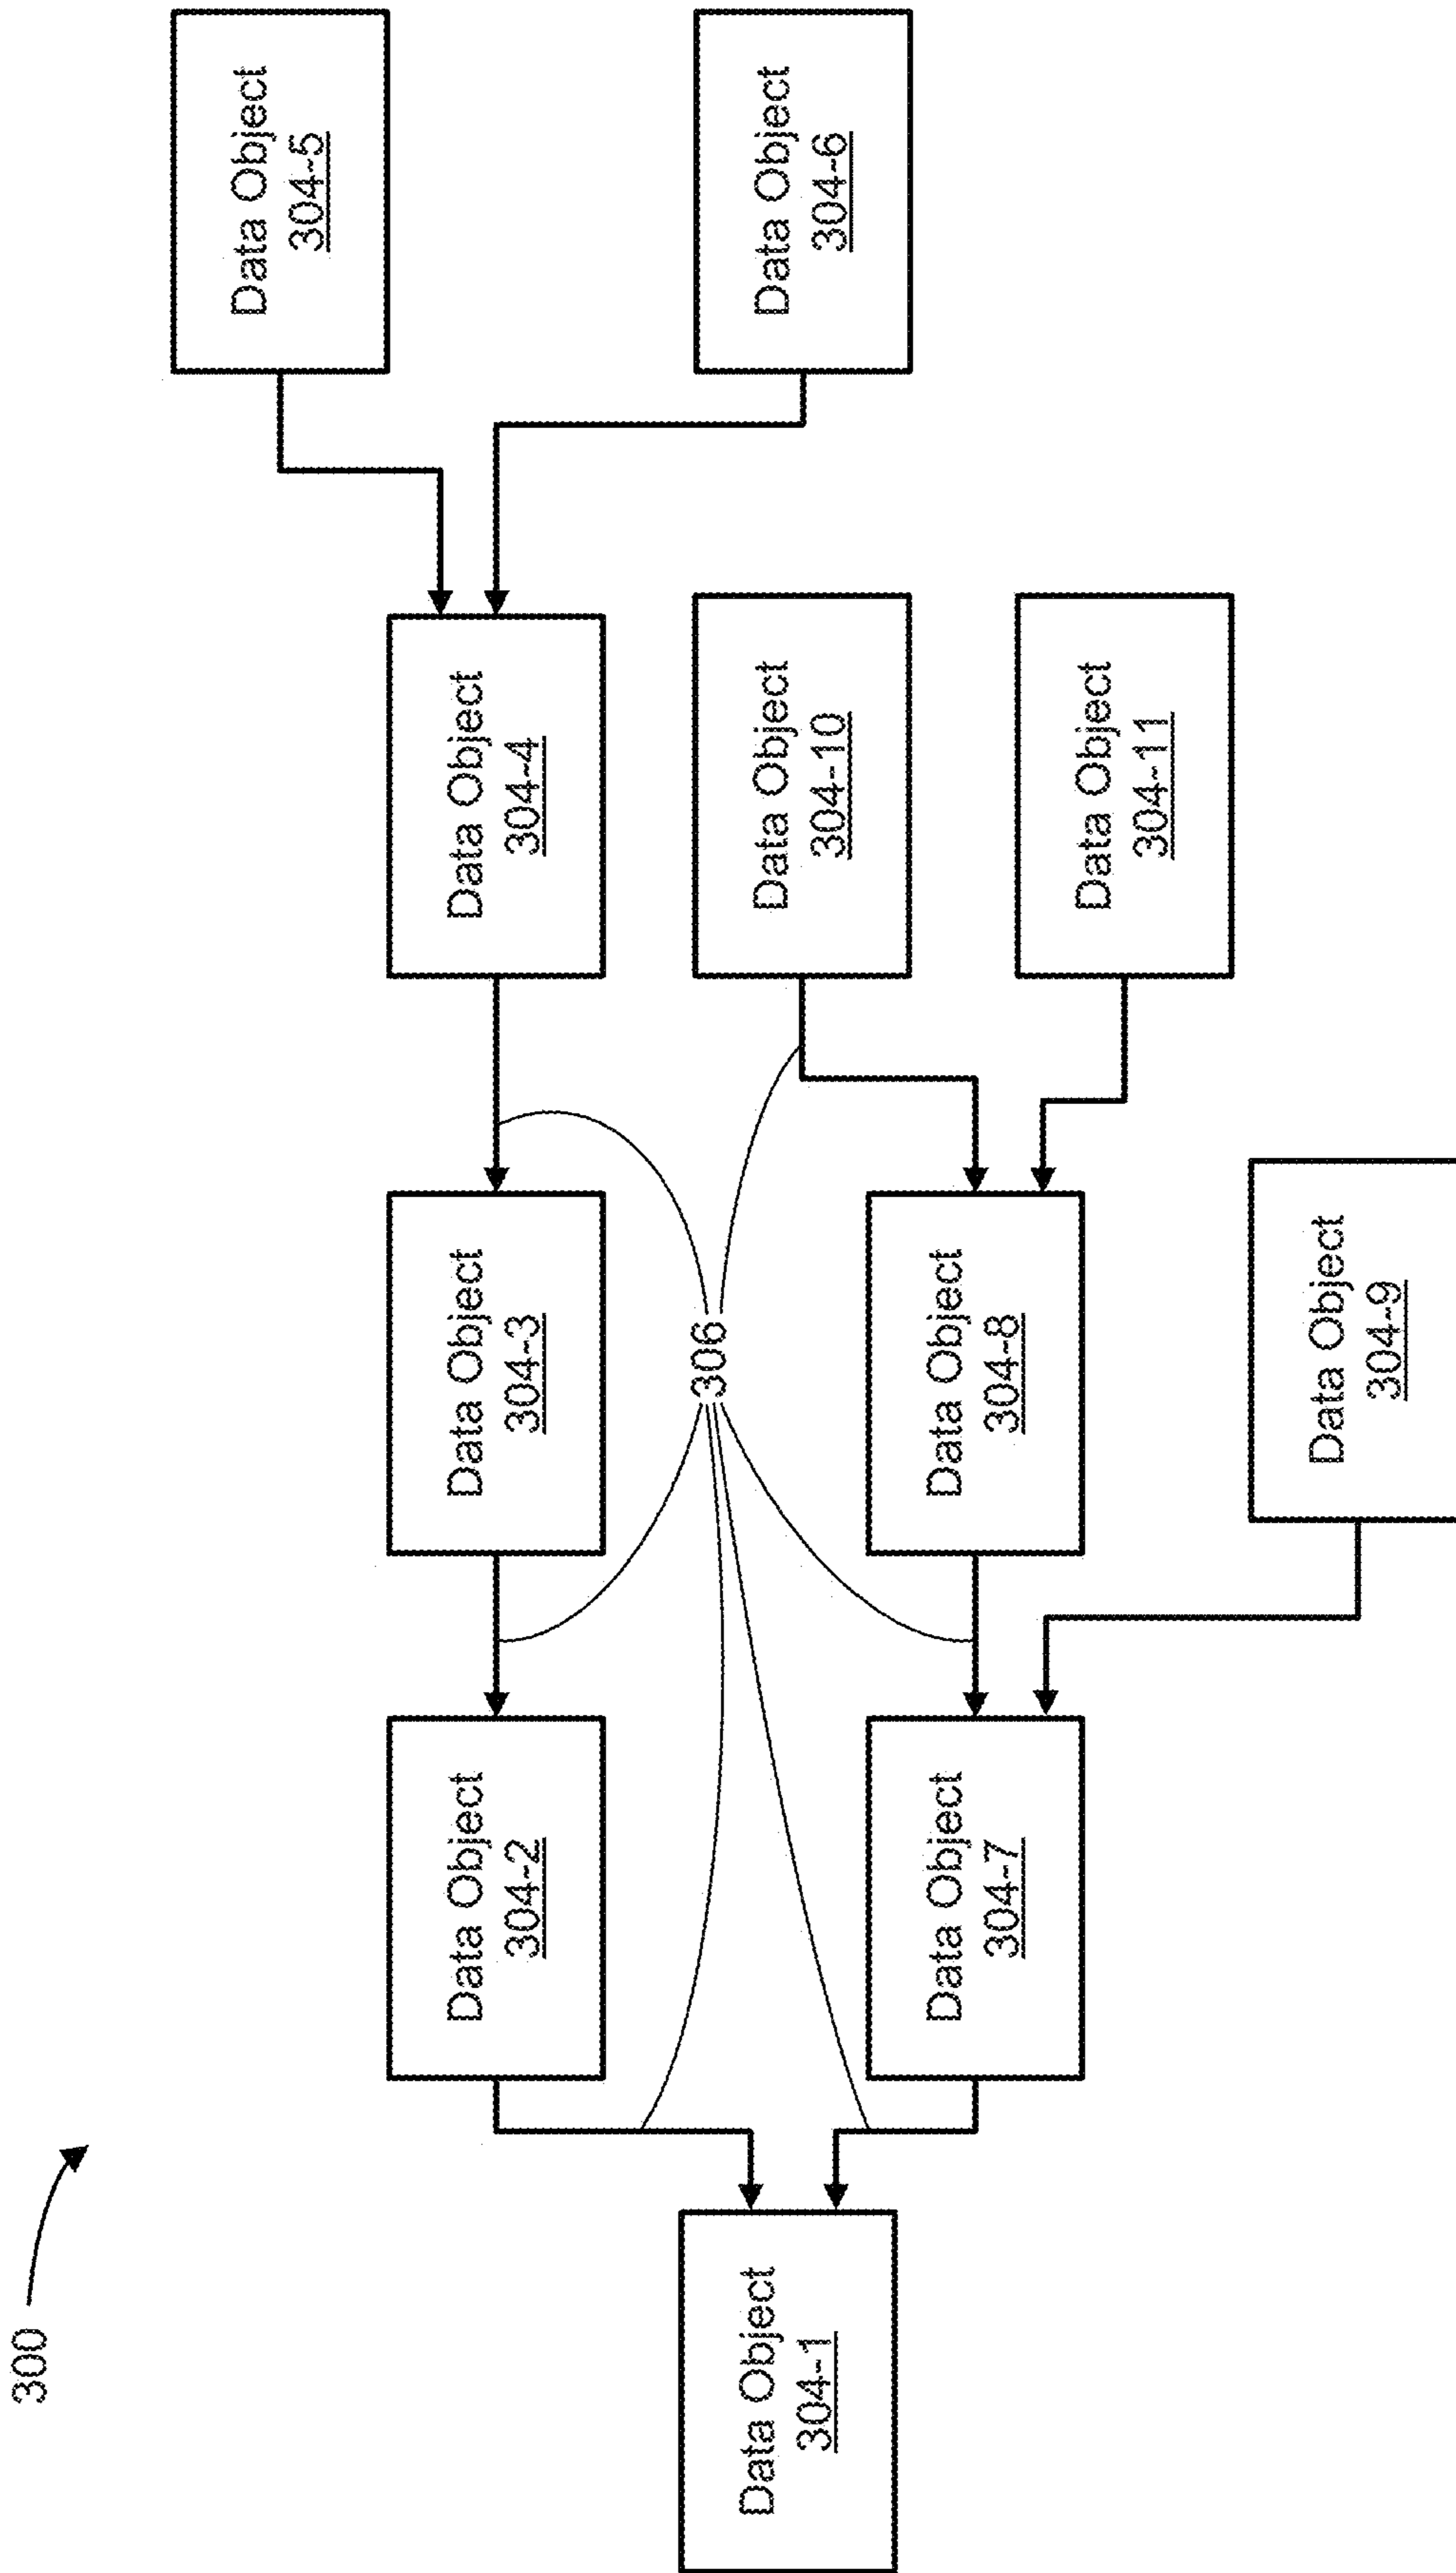 300
Data Object
304-1
Data Object
304-2
Data Object
304-3
Data Object
304-4
Data Object
304-5
Data Object
304-6
306
Data Object
304-7
Data Object
304-8
Data Object
304-10
Data Object
304-11
Data Object
304-9